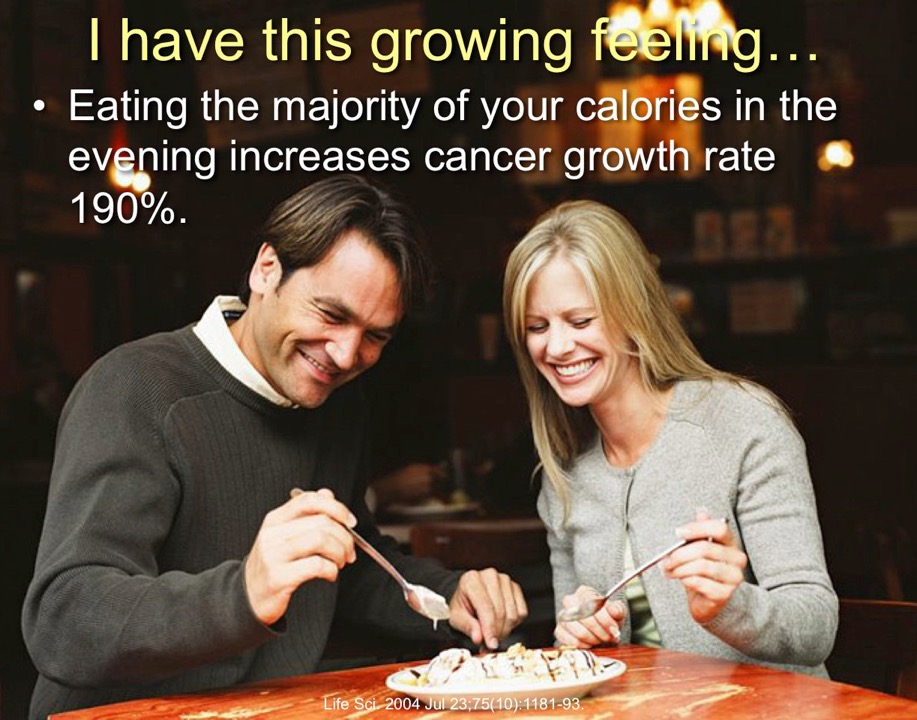 I have this growing feeling…
• Eating the majority of your calories in the
evening increases cancer growth rate
190%.
Life Sci. 2004 Jul 23;75(10):1181-93.